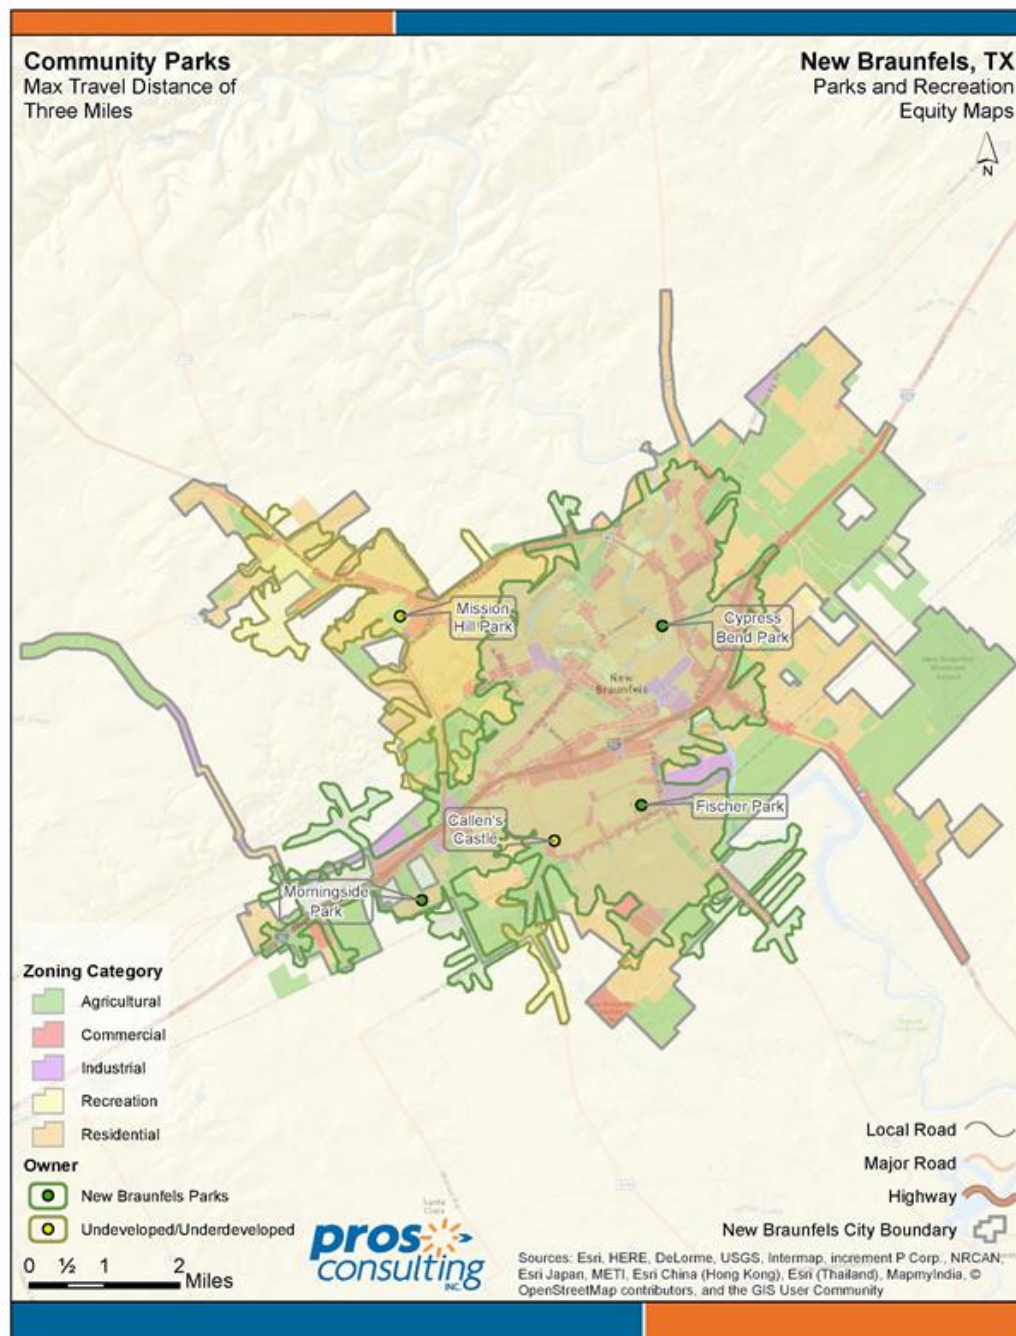 Community Parks
Max Travel Distance of
Three Miles
New Braunfels, TX
Parks and Recreation
Equity Maps
N
Mission
Hill Park
Cypress
Bend Park
New
Braunfels
Fischer Park
Callen's
Castle
Morningside
Park
Zoning Category
Agricultural
Commercial
Industrial
Recreation
Residential
Owner
New Braunfels Parks
Undeveloped/Underdeveloped
0 ½ 1 2
Miles
pros
consulting
INC.
Local Road
Major Road
Highway
New Braunfels City Boundary
Sources: Esri, HERE, DeLorme, USGS, Intermap, increment P Corp., NRCAN,
Esri Japan, METI, Esri China (Hong Kong), Esri (Thailand), MapmyIndia, ©
OpenStreetMap contributors, and the GIS User Community